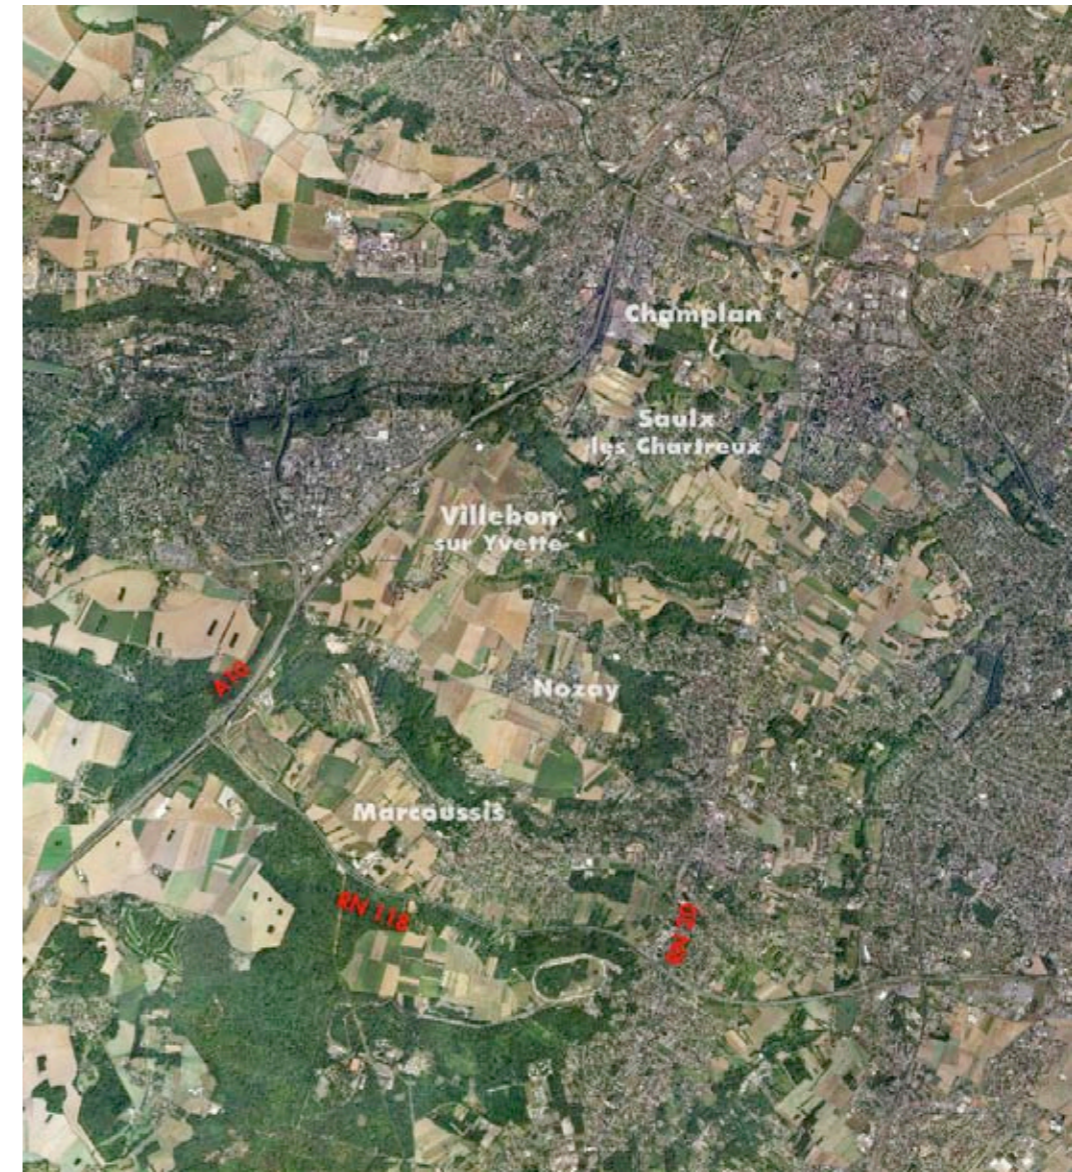 Champlan
Saulx
les Chartreux
Villebon
sur Yvette
A10
Nozay
Marcoussis
RN 118
RN 20